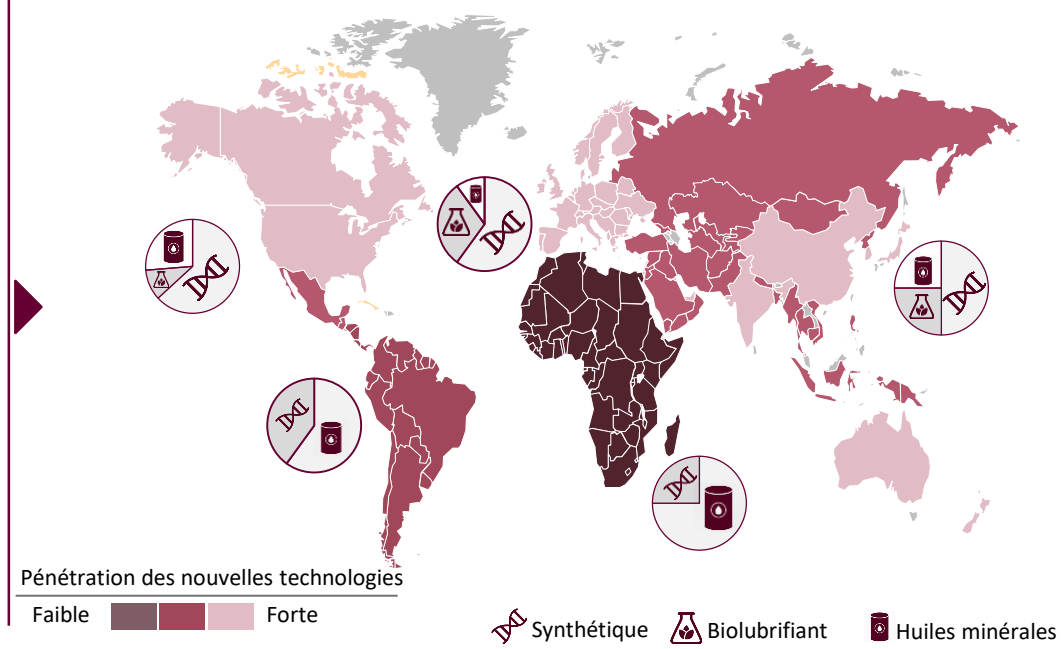 Pénétration des nouvelles technologies
Faible Forte
Synthétique Biolubrifiant Huiles minérales